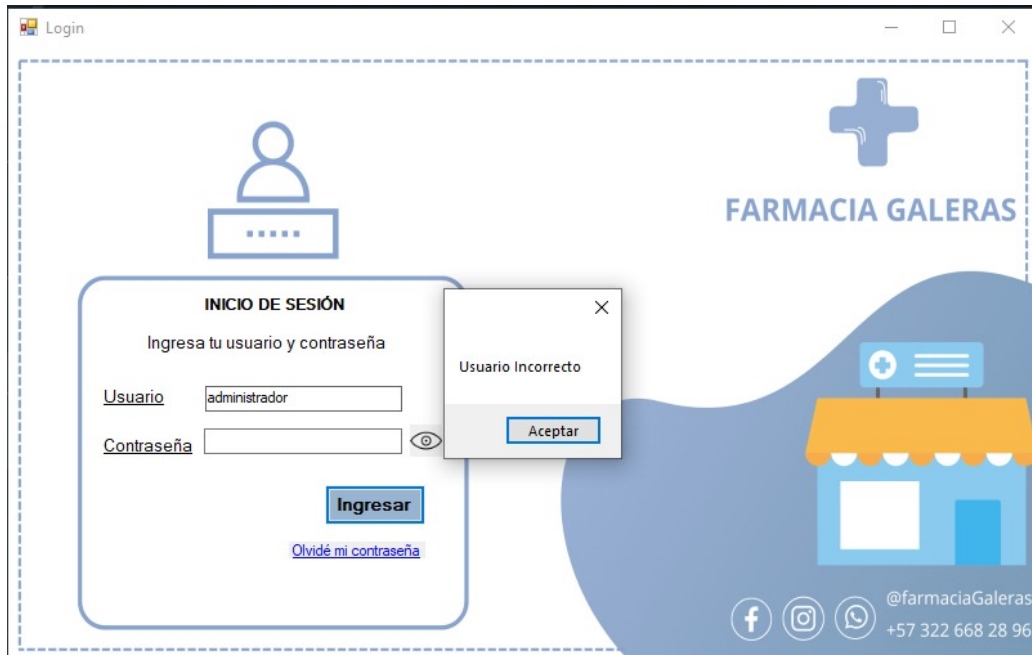 Login
FARMACIA GALERAS
INICIO DE SESIÓN
Ingresa tu usuario y contraseña
Usuario
administrador
Contraseña
Ingresar
Olvidé mi contraseña
Usuario Incorrecto
Aceptar
@farmaciaGaleras
+57 322 668 28 96